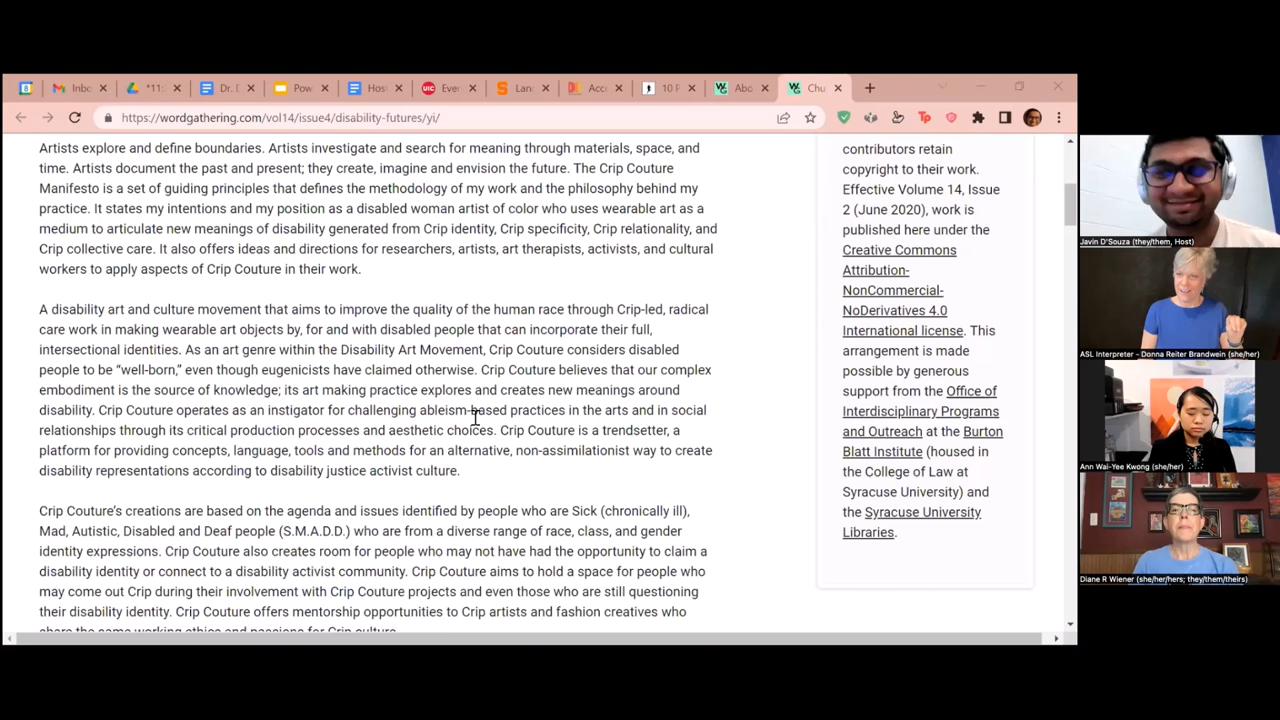 Inbo
*11:
Dr. D
Pow
Host
UIC
Ever
Lanc
Acce
10 P
Abo
Chu
https://wordgathering.com/vol14/issue4/disability-futures/yi/
Artists explore and define boundaries. Artists investigate and search for meaning through materials, space, and
time. Artists document the past and present; they create, imagine and envision the future. The Crip Couture
Manifesto is a set of guiding principles that defines the methodology of my work and the philosophy behind my
practice. It states my intentions and my position as a disabled woman artist of color who uses wearable art as a
medium to articulate new meanings of disability generated from Crip identity, Crip specificity, Crip relationality, and
Crip collective care. It also offers ideas and directions for researchers, artists, art therapists, activists, and cultural
workers to apply aspects of Crip Couture in their work.
A disability art and culture movement that aims to improve the quality of the human race through Crip-led, radical
care work in making wearable art objects by, for and with disabled people that can incorporate their full,
intersectional identities. As an art genre within the Disability Art Movement, Crip Couture considers disabled
people to be “well-born,” even though eugenicists have claimed otherwise. Crip Couture believes that our complex
embodiment is the source of knowledge; its art making practice explores and creates new meanings around
disability. Crip Couture operates as an instigator for challenging ableism-based practices in the arts and in social
relationships through its critical production processes and aesthetic choices. Crip Couture is a trendsetter, a
platform for providing concepts, language, tools and methods for an alternative, non-assimilationist way to create
disability representations according to disability justice activist culture.
Crip Couture’s creations are based on the agenda and issues identified by people who are Sick (chronically ill),
Mad, Autistic, Disabled and Deaf people (S.M.A.D.D.) who are from a diverse range of race, class, and gender
identity expressions. Crip Couture also creates room for people who may not have had the opportunity to claim a
disability identity or connect to a disability activist community. Crip Couture aims to hold a space for people who
may come out Crip during their involvement with Crip Couture projects and even those who are still questioning
their disability identity. Crip Couture offers mentorship opportunities to Crip artists and fashion creatives who
share the same working ethics and passions for Crip culture.
contributors retain
copyright to their work.
Effective Volume 14, Issue
2 (June 2020), work is
published here under the
Creative Commons
Attribution-
NonCommercial-
NoDerivatives 4.0
International license. This
arrangement is made
possible by generous
support from the Office of
Interdisciplinary Programs
and Outreach at the Burton
Blatt Institute (housed
in the College of Law at
Syracuse University) and
the Syracuse University
Libraries.
Javin D'Souza (they/them, Host)
ASL Interpreter - Donna Reiter Brandwein (she/her)
Ann Wai-Yee Kwong (she/her)
Diane R Wiener (she/her/hers; they/them/theirs)